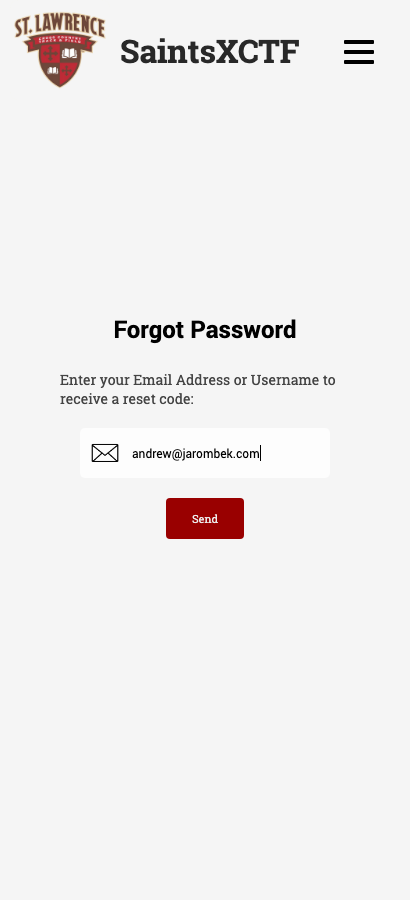 ST. LAWRENCE
SaintsXCTF
Forgot Password
Enter your Email Address or Username to
receive a reset code:
andrew@jarombek.com
Send